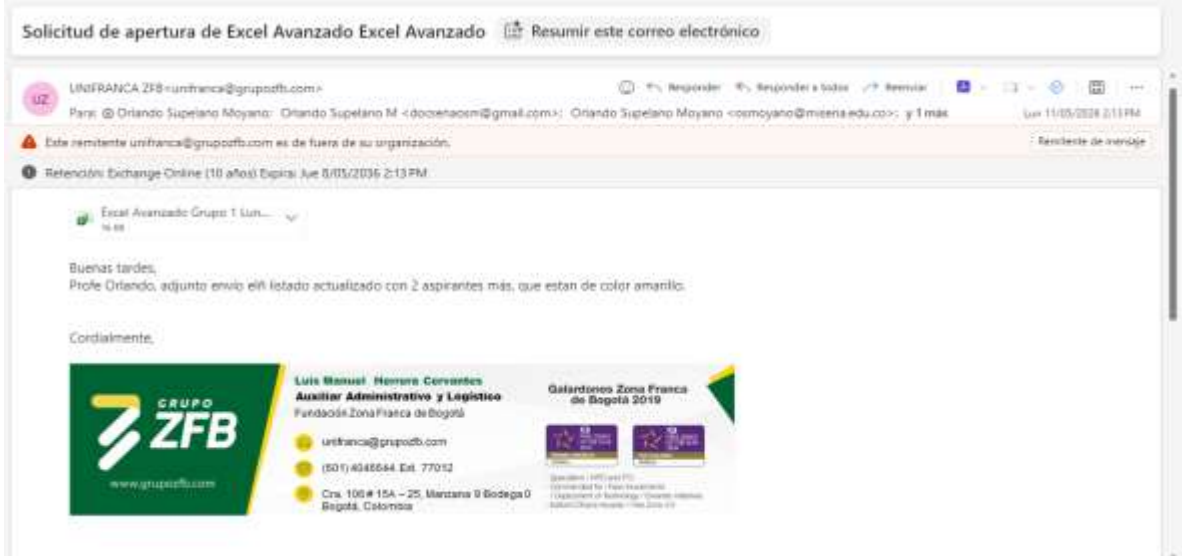 Solicitud de apertura de Excel Avanzado Excel Avanzado Resumir este correo electrónico
UZ
UNIFRANCA ZFB<unifranca@grupozfb.com>
Responder Responder a todos Reenviar
Para: Orlando Supelano Moyano; Orlando Supelano M <docsenaosm@gmail.com>; Orlando Supelano Moyano <osmoyano@misena.edu.co>; y 1 más
Lun 11/05/2026 2:13 PM
Este remitente unifranca@grupozfb.com es de fuera de su organización.
Remitente de mensaje
Retención: Exchange Online (10 años) Expira: Jue 8/05/2036 2:13 PM
Excel Avanzado Grupo 1 Lun...
16 KB
Buenas tardes,
Profe Orlando, adjunto envio elñ listado actualizado con 2 aspirantes más, que estan de color amarillo.
Cordialmente,
GRUPO
ZFB
www.grupozfb.com
Luis Manuel Herrera Cervantes
Auxiliar Administrativo y Logístico
Fundación Zona Franca de Bogotá
unifranca@grupozfb.com
(601) 4046544 Ext. 77012
Cra. 106 # 15A – 25, Manzana 9 Bodega 0
Bogotá, Colombia
Galardones Zona Franca
de Bogotá 2019